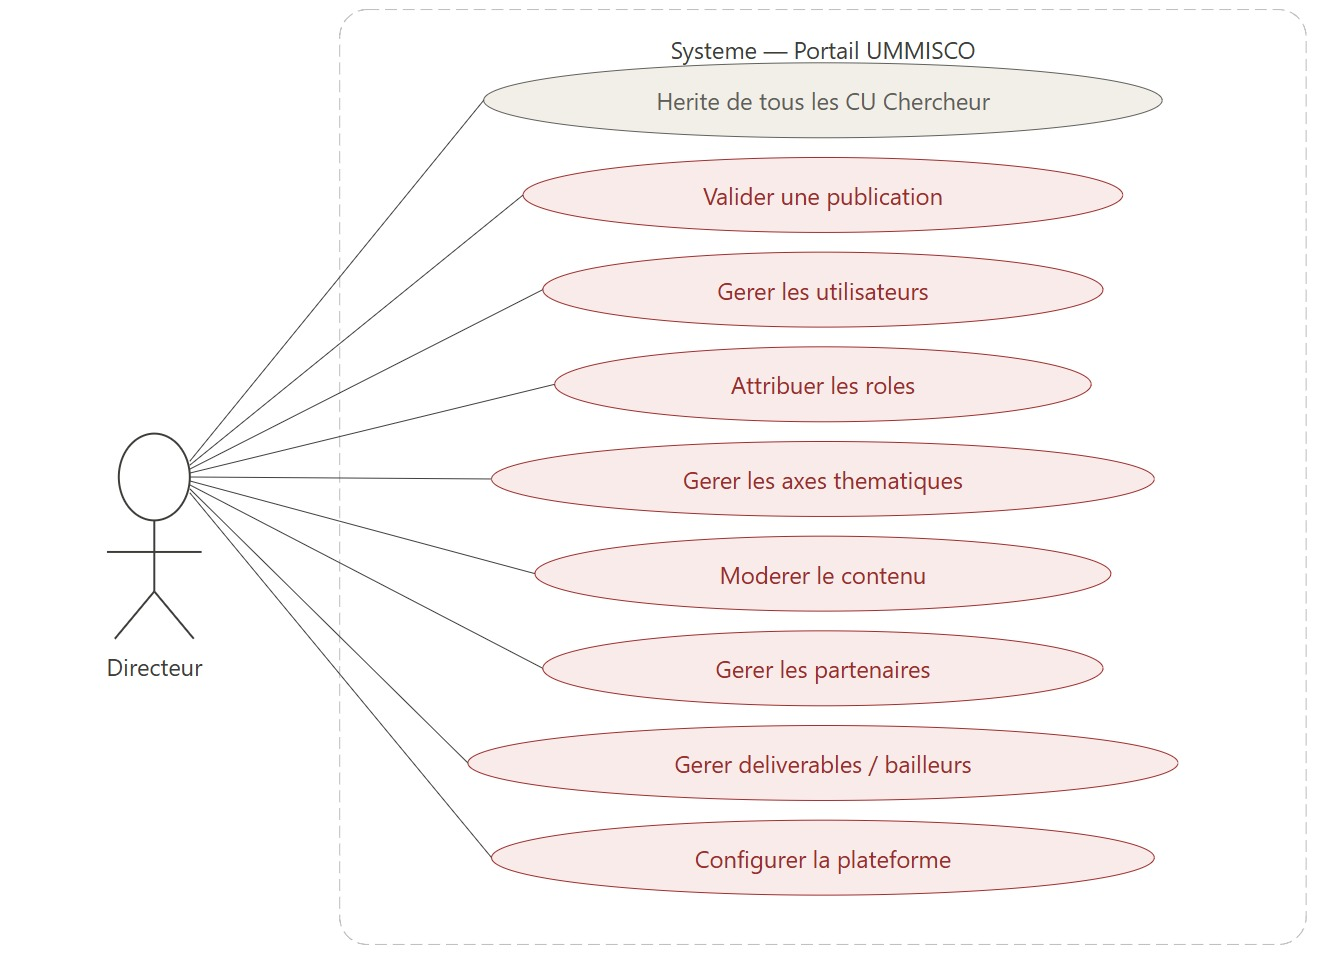 Systeme — Portail UMMISCO
Herite de tous les CU Chercheur
Valider une publication
Gerer les utilisateurs
Attribuer les roles
Gerer les axes thematiques
Moderer le contenu
Gerer les partenaires
Directeur
Gerer deliverables / bailleurs
Configurer la plateforme